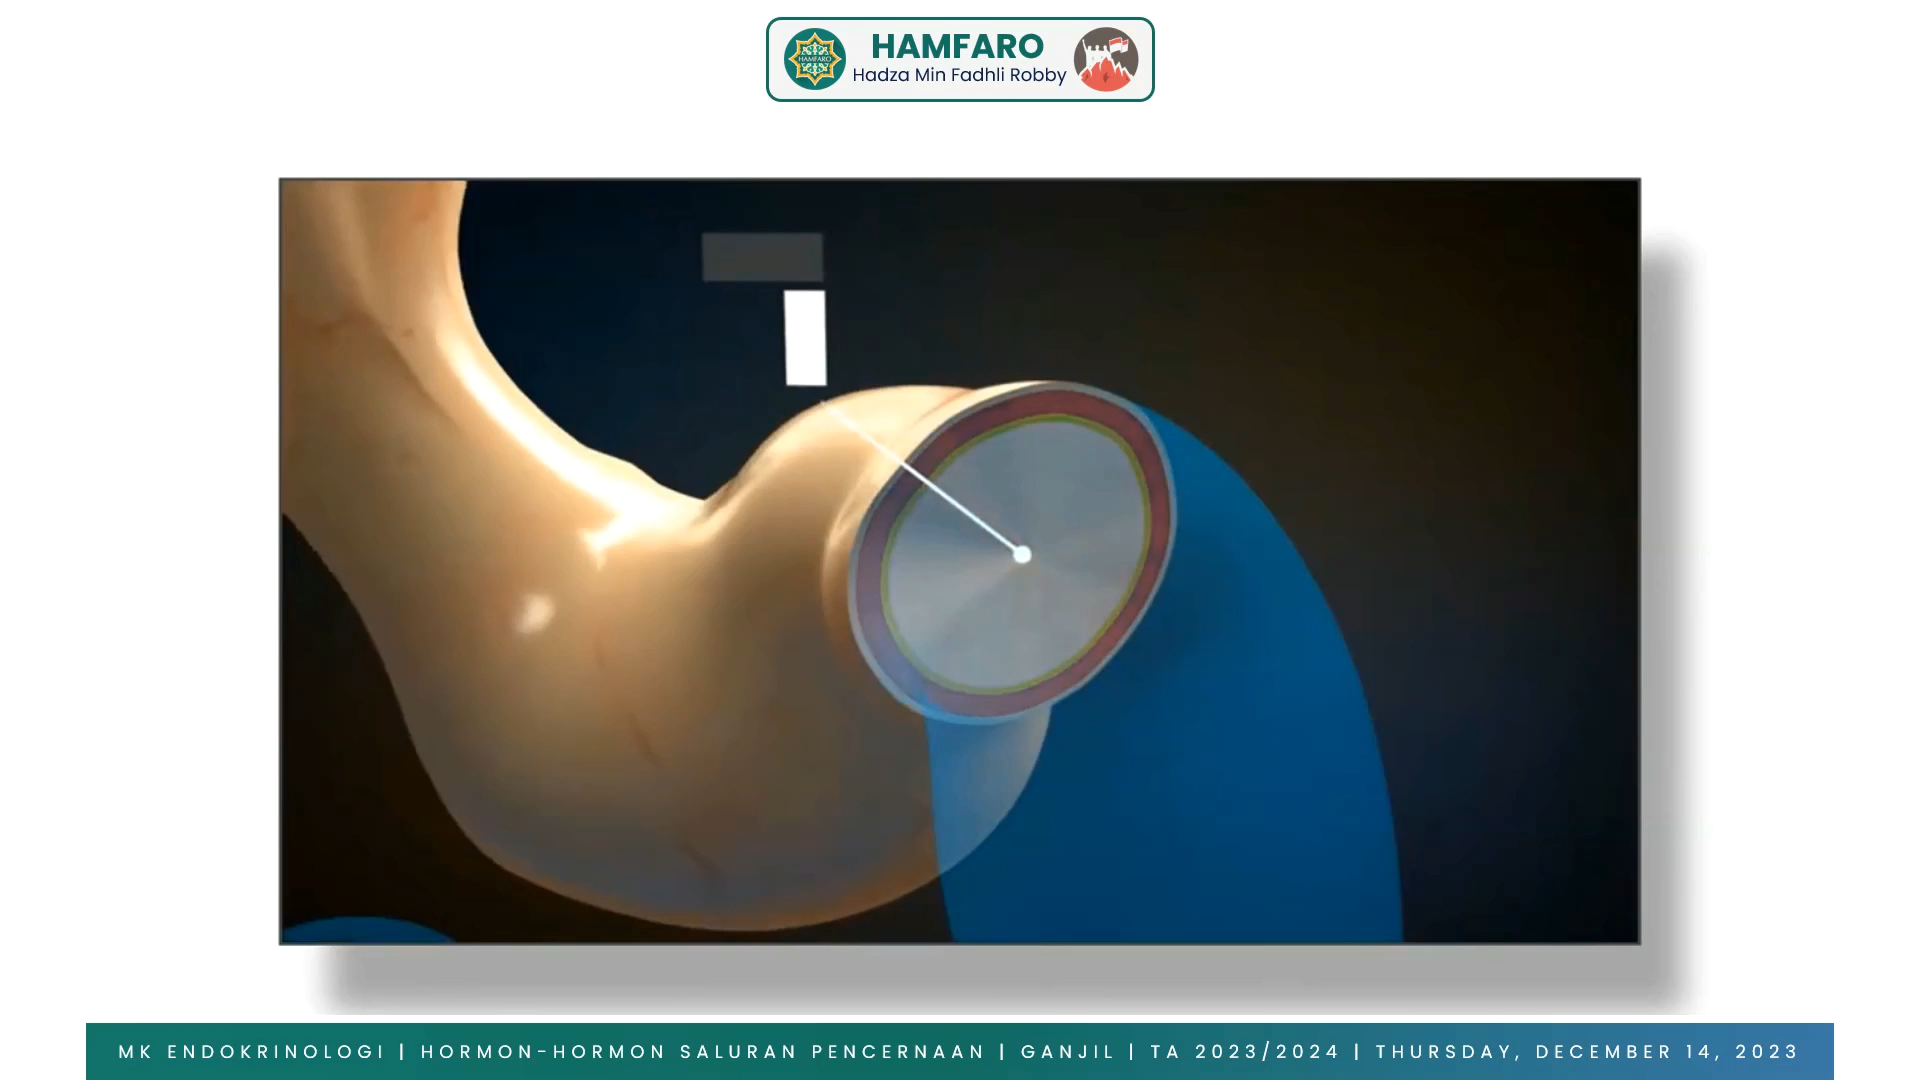 HAMFARO
HAMFARO
Hadza Min Fadhli Robby
MK ENDOKRINOLOGI | HORMON-HORMON SALURAN PENCERNAAN | GANJIL | TA 2023/2024 | THURSDAY, DECEMBER 14, 2023